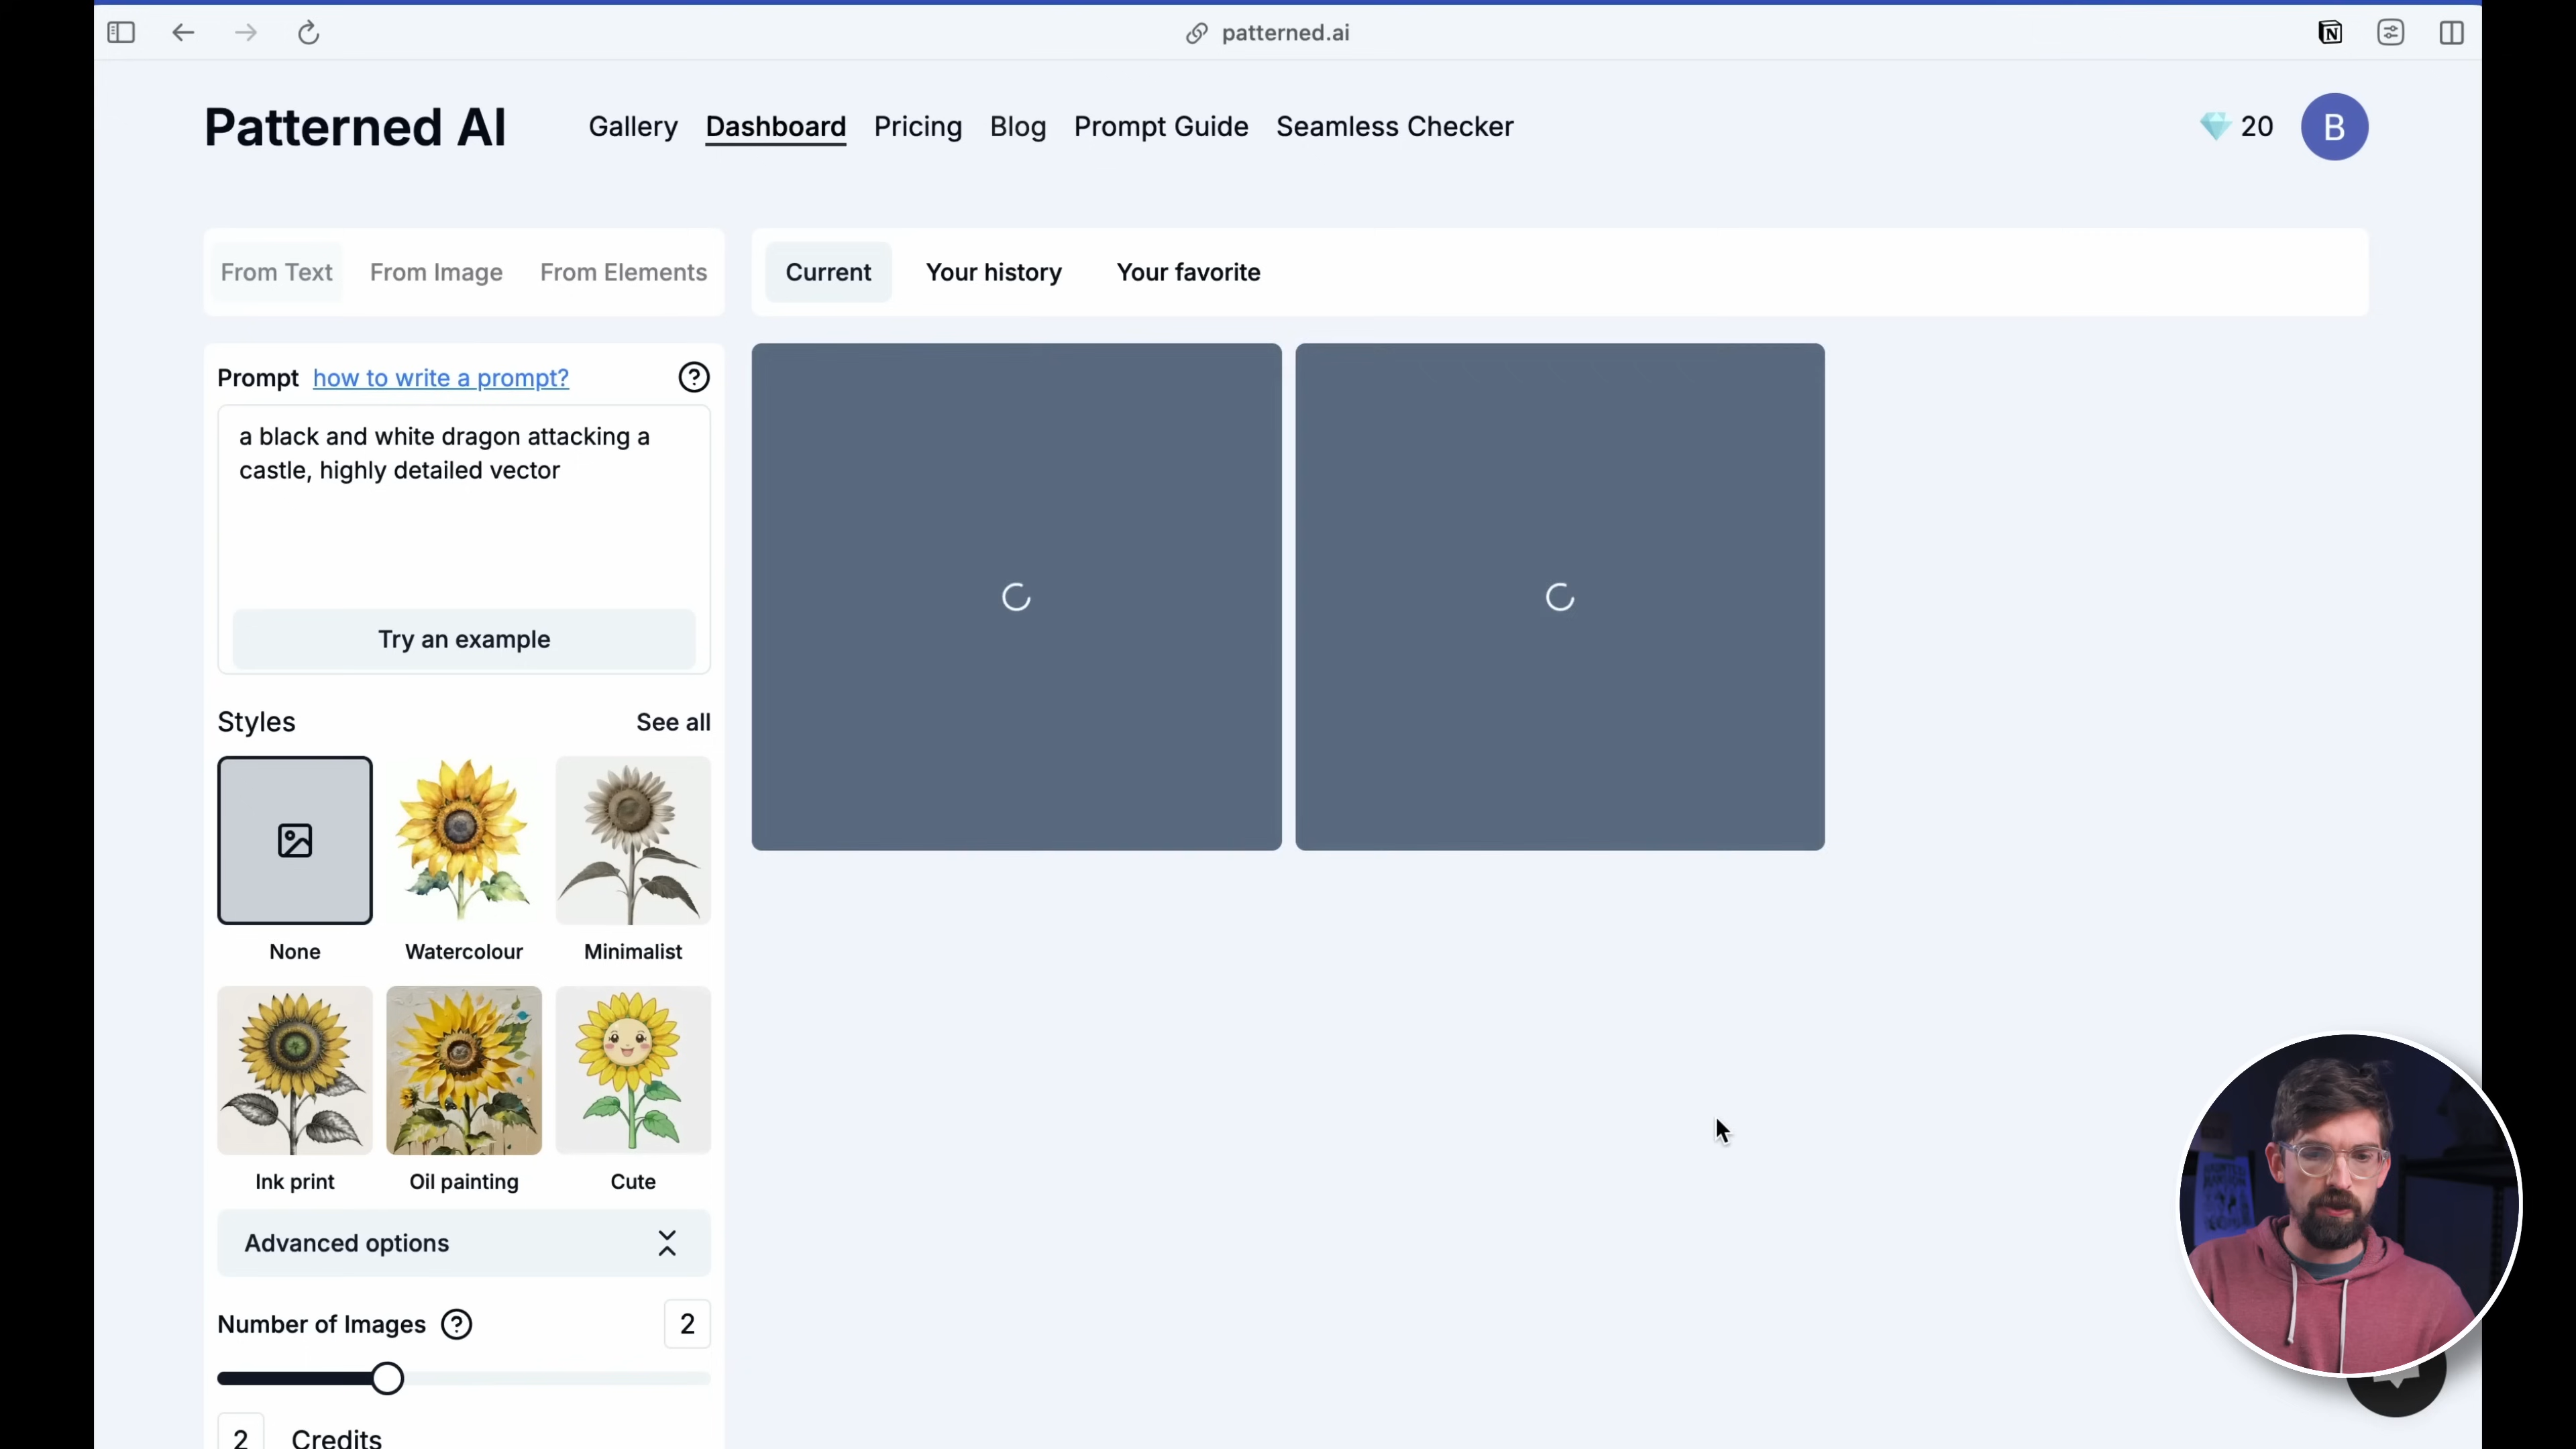 patterned.ai
Patterned AI
Gallery
Dashboard
Pricing
Blog
Prompt Guide
Seamless Checker
20
B
From Text
From Image
From Elements
Current
Your history
Your favorite
Prompt
how to write a prompt?
a black and white dragon attacking a
castle, highly detailed vector
Try an example
Styles
See all
None
Watercolour
Minimalist
Ink print
Oil painting
Cute
Advanced options
Number of Images
2
2
Credits